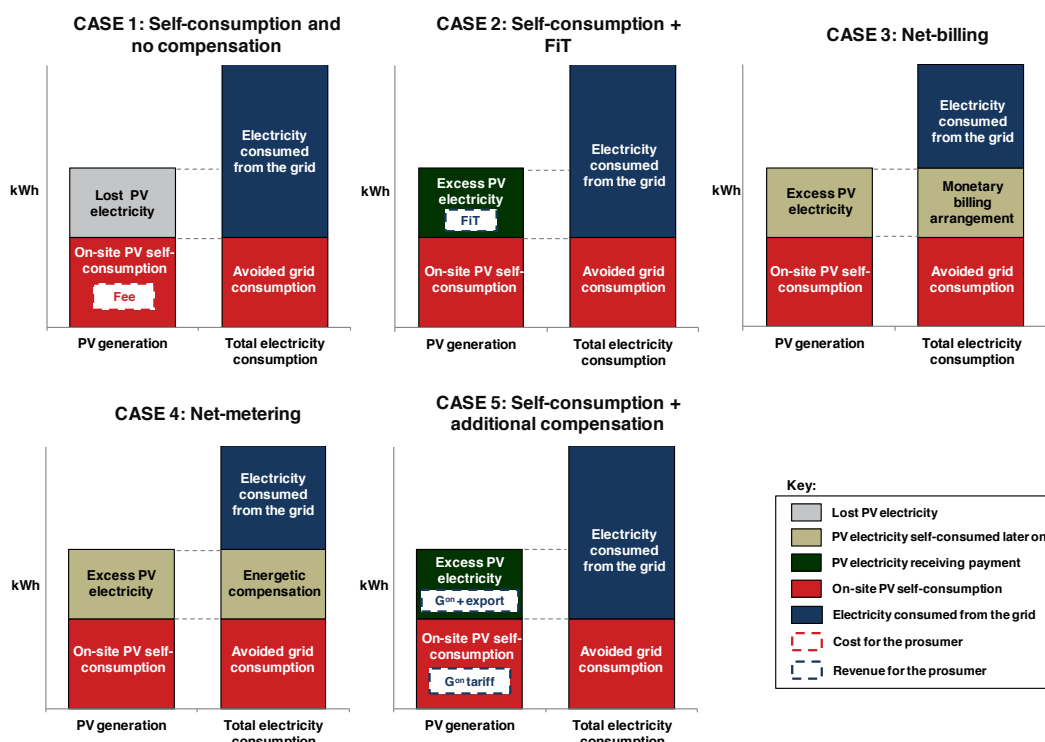 CASE 1: Self-consumption and
no compensation
kWh
Lost PV
electricity
On-site PV self-
consumption
Fee
Electricity
consumed
from the grid
Avoided grid
consumption
PV generation
Total electricity
consumption
CASE 2: Self-consumption +
FiT
kWh
Excess PV
electricity
FiT
On-site PV self-
consumption
Electricity
consumed
from the grid
Avoided grid
consumption
PV generation
Total electricity
consumption
CASE 3: Net-billing
kWh
Excess PV
electricity
On-site PV self-
consumption
Electricity
consumed
from the grid
Monetary
billing
arrangement
Avoided grid
consumption
PV generation
Total electricity
consumption
CASE 4: Net-metering
kWh
Excess PV
electricity
On-site PV self-
consumption
Electricity
consumed
from the grid
Energetic
compensation
Avoided grid
consumption
PV generation
Total electricity
consumption
CASE 5: Self-consumption +
additional compensation
kWh
Excess PV
electricity
Gᵒⁿ + export
On-site PV self-
consumption
Gᵒⁿ tariff
Electricity
consumed
from the grid
Avoided grid
consumption
PV generation
Total electricity
consumption
Key:
Lost PV electricity
PV electricity self-consumed later on
PV electricity receiving payment
On-site PV self-consumption
Electricity consumed from the grid
Cost for the prosumer
Revenue for the prosumer